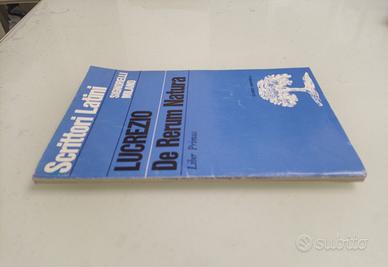 Scrittori Latini
SIGNORELLI
MILANO
LUCREZIO
De Rerum Natura
Liber Primus
subito